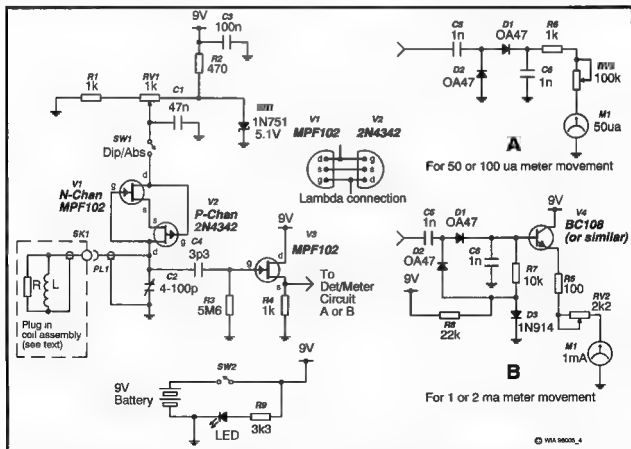 9V
C3
100n
R2
470
R1
1k
RV1
1k
C1
47n
1N751
5.1V
SW1
Dip/Abs
V1
MPF102
V2
2N4342
d
s
g
g
s
d
Lambda connection
V1
N-Chan
MPF102
g
d
s
s
g
d
V2
P-Chan
2N4342
SK1
PL1
R
L
Plug in
coil assembly
(see text)
C4
3p3
C2
4-100p
R3
5M6
9V
V3
MPF102
g
d
s
R4
1k
To
Det/Meter
Circuit
A or B
9V
Battery
SW2
9V
LED
R9
3k3
C5
1n
D1
OA47
R6
1k
D2
OA47
C6
1n
100k
M1
50ua
A
For 50 or 100 ua meter movement
9V
V4
BC108
(or similar)
C6
1n
D1
OA47
D2
OA47
C8
1n
9V
R7
10k
R8
22k
D3
1N914
R5
100
RV2
2k2
M1
1mA
B
For 1 or 2 ma meter movement
© WIA 96005_4